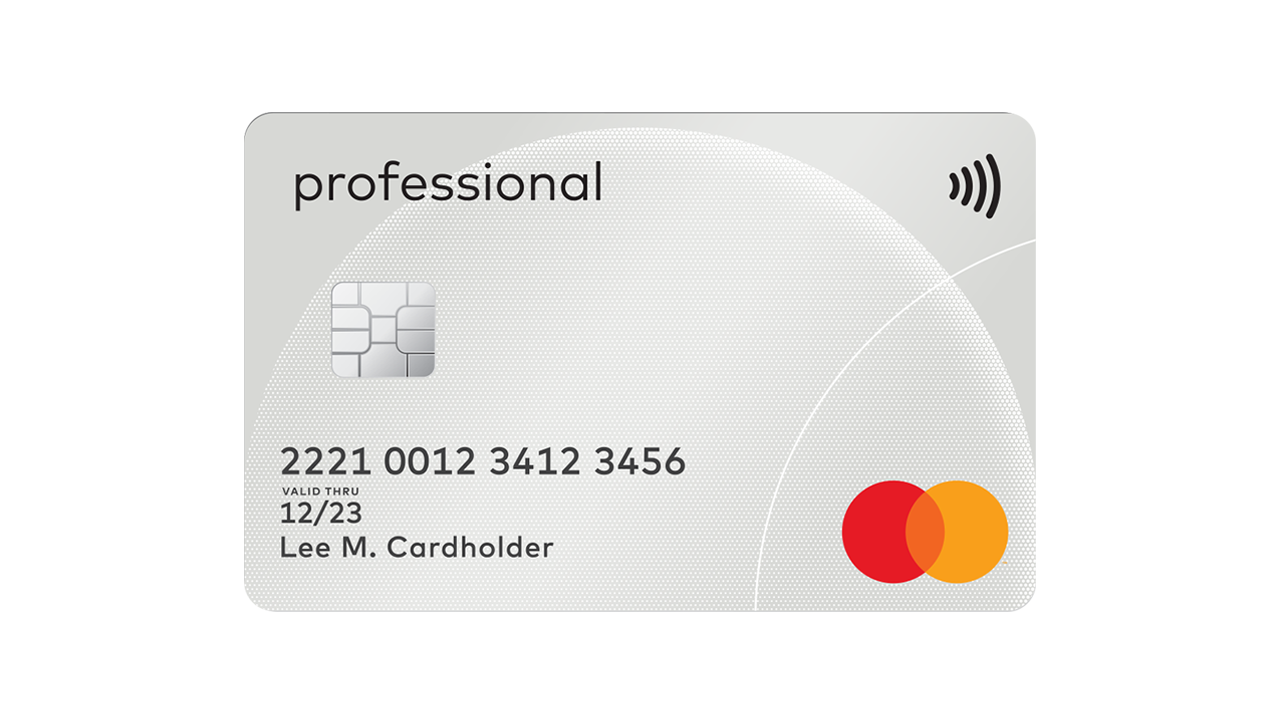 professional
2221 0012 3412 3456
VALID THRU
12/23
Lee M. Cardholder